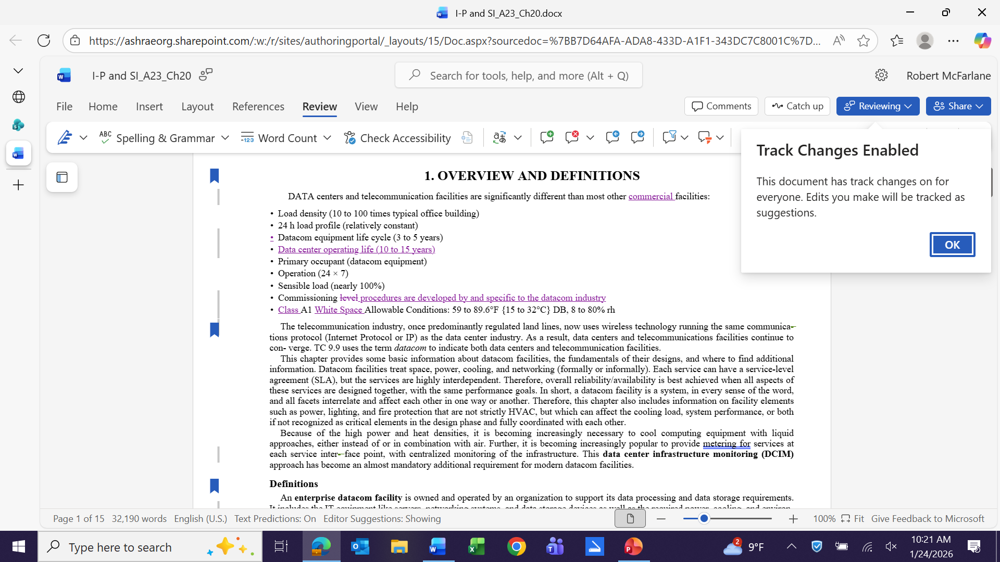 I-P and SI_A23_Ch20.docx
https://ashraeorg.sharepoint.com/:w:/r/sites/authoringportal/_layouts/15/Doc.aspx?sourcedoc=%7BB7D64AFA-ADA8-433D-A1F1-343DC7C8001C%7D...
I-P and SI_A23_Ch20
Search for tools, help, and more (Alt + Q)
Robert McFarlane
File Home Insert Layout References Review View Help
Comments Catch up Reviewing Share
Spelling & Grammar Word Count Check Accessibility
Track Changes Enabled
This document has track changes on for
everyone. Edits you make will be tracked as
suggestions.
OK
1. OVERVIEW AND DEFINITIONS
DATA centers and telecommunication facilities are significantly different than most other commercial facilities:
• Load density (10 to 100 times typical office building)
• 24 h load profile (relatively constant)
• Datacom equipment life cycle (3 to 5 years)
• Data center operating life (10 to 15 years)
• Primary occupant (datacom equipment)
• Operation (24 × 7)
• Sensible load (nearly 100%)
• Commissioning level procedures are developed by and specific to the datacom industry
• Class A1 White Space Allowable Conditions: 59 to 89.6°F {15 to 32°C} DB, 8 to 80% rh
The telecommunication industry, once predominantly regulated land lines, now uses wireless technology running the same communica-
tions protocol (Internet Protocol or IP) as the data center industry. As a result, data centers and telecommunications facilities continue to
con- verge. TC 9.9 uses the term datacom to indicate both data centers and telecommunication facilities.
This chapter provides some basic information about datacom facilities, the fundamentals of their designs, and where to find additional
information. Datacom facilities treat space, power, cooling, and networking (formally or informally). Each service can have a service-level
agreement (SLA), but the services are highly interdependent. Therefore, overall reliability/availability is best achieved when all aspects of
these services are designed together, with the same performance goals. In short, a datacom facility is a system, in every sense of the word,
and all facets interrelate and affect each other in one way or another. Therefore, this chapter also includes information on facility elements
such as power, lighting, and fire protection that are not strictly HVAC, but which can affect the cooling load, system performance, or both
if not recognized as critical elements in the design phase and fully coordinated with each other.
Because of the high power and heat densities, it is becoming increasingly necessary to cool computing equipment with liquid
approaches, either instead of or in combination with air. Further, it is becoming increasingly popular to provide metering for services at
each service inter-face point, with centralized monitoring of the infrastructure. This data center infrastructure monitoring (DCIM)
approach has become an almost mandatory additional requirement for modern datacom facilities.
Definitions
An enterprise datacom facility is owned and operated by an organization to support its data processing and data storage requirements.
It includes the IT equipment like servers, networking systems, and data storage devices as well as the required power, cooling, and environ-
Page 1 of 15 32,190 words English (U.S.) Text Predictions: On Editor Suggestions: Showing
100% Fit Give Feedback to Microsoft
Type here to search
2
9°F
10:21 AM
1/24/2026